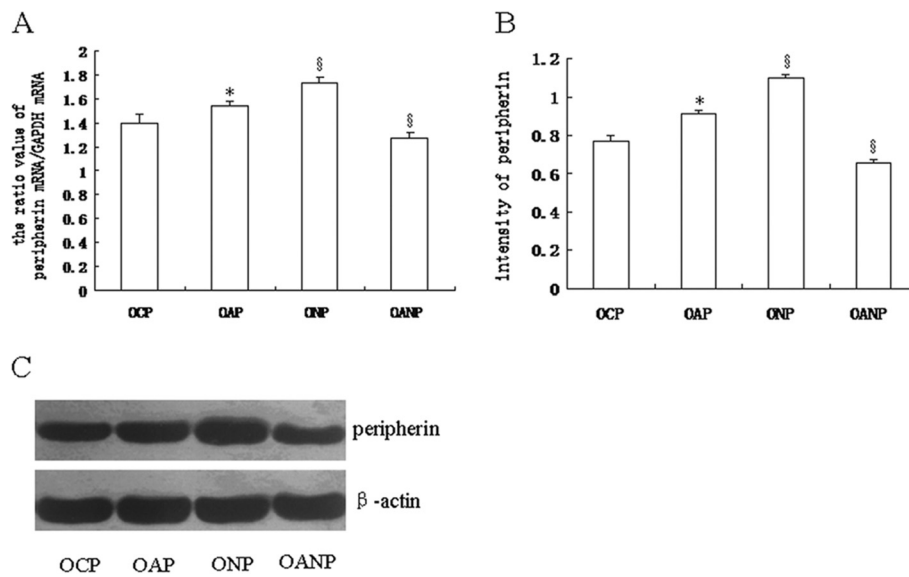 A
the ratio value of
peripherin mRNA/GAPDH mRNA
2
1.8
1.6
1.4
1.2
1
0.8
0.6
0.4
0.2
0
*
§
§
OCP OAP ONP OANP
B
intensity of peripherin
1.2
1
0.8
0.6
0.4
0.2
0
*
§
§
OCP OAP ONP OANP
C
peripherin
β-actin
OCP OAP ONP OANP